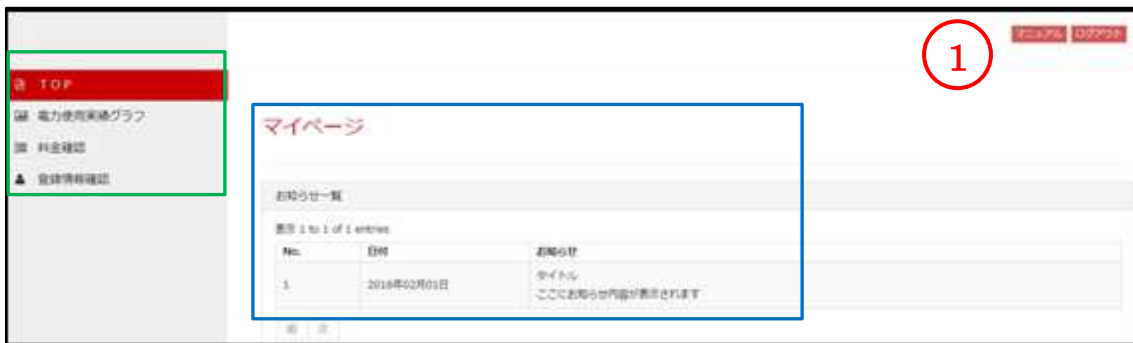 マニュアル ログアウト
1
TOP
電力使用実績グラフ
料金確認
登録情報確認
マイページ
お知らせ一覧
表示 1 to 1 of 1 entries
No. 日付 お知らせ
1 2016年02月01日 タイトル
ここにお知らせ内容が表示されます
前 次